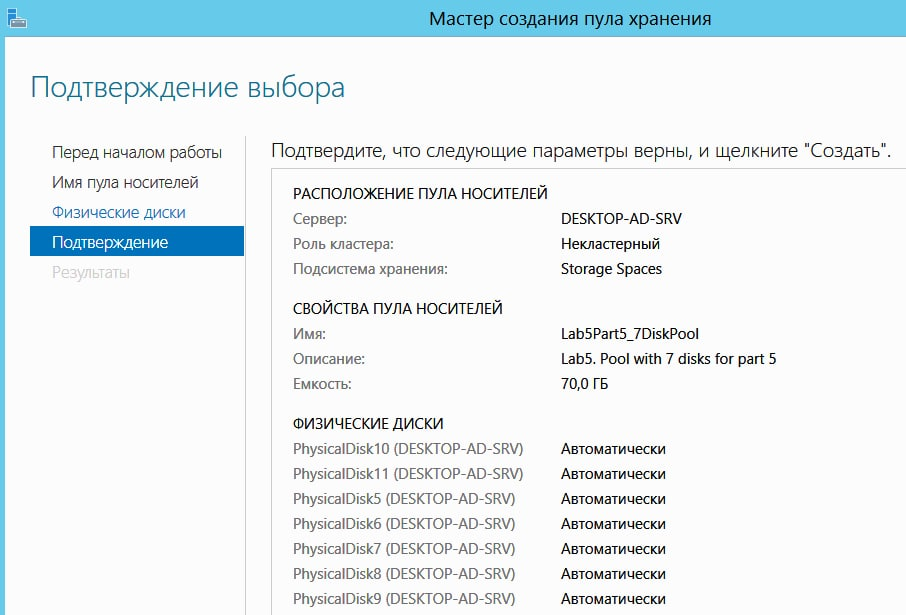 Мастер создания пула хранения
Подтверждение выбора
Перед началом работы
Имя пула носителей
Физические диски
Подтверждение
Результаты
Подтвердите, что следующие параметры верны, и щелкните "Создать".
РАСПОЛОЖЕНИЕ ПУЛА НОСИТЕЛЕЙ
Сервер: DESKTOP-AD-SRV
Роль кластера: Некластерный
Подсистема хранения: Storage Spaces
СВОЙСТВА ПУЛА НОСИТЕЛЕЙ
Имя: Lab5Part5_7DiskPool
Описание: Lab5. Pool with 7 disks for part 5
Емкость: 70,0 ГБ
ФИЗИЧЕСКИЕ ДИСКИ
PhysicalDisk10 (DESKTOP-AD-SRV) Автоматически
PhysicalDisk11 (DESKTOP-AD-SRV) Автоматически
PhysicalDisk5 (DESKTOP-AD-SRV) Автоматически
PhysicalDisk6 (DESKTOP-AD-SRV) Автоматически
PhysicalDisk7 (DESKTOP-AD-SRV) Автоматически
PhysicalDisk8 (DESKTOP-AD-SRV) Автоматически
PhysicalDisk9 (DESKTOP-AD-SRV) Автоматически